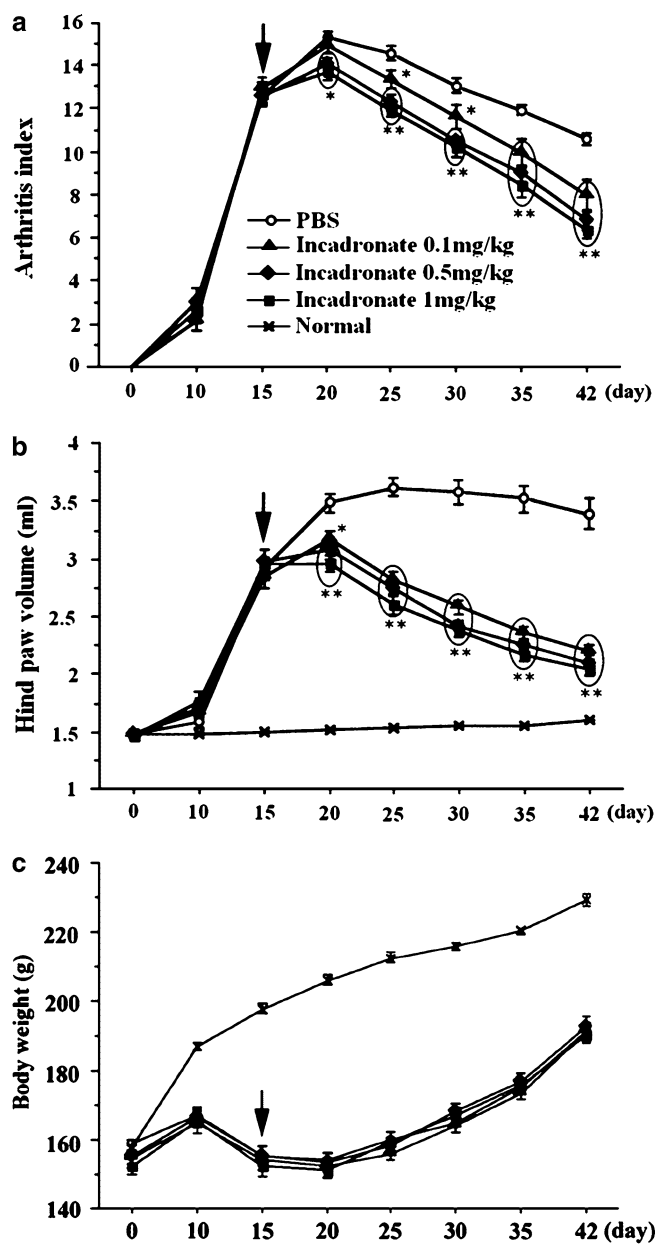 a
16
14
12
10
8
6
4
2
0
Arthritis index
PBS
Incadronate 0.1mg/kg
Incadronate 0.5mg/kg
Incadronate 1mg/kg
Normal
*
*
*
**
**
**
**
0 10 15 20 25 30 35 42 (day)
b
4
3.5
3
2.5
2
1.5
1
Hind paw volume (ml)
*
**
**
**
**
**
0 10 15 20 25 30 35 42 (day)
c
240
220
200
180
160
140
Body weight (g)
0 10 15 20 25 30 35 42 (day)